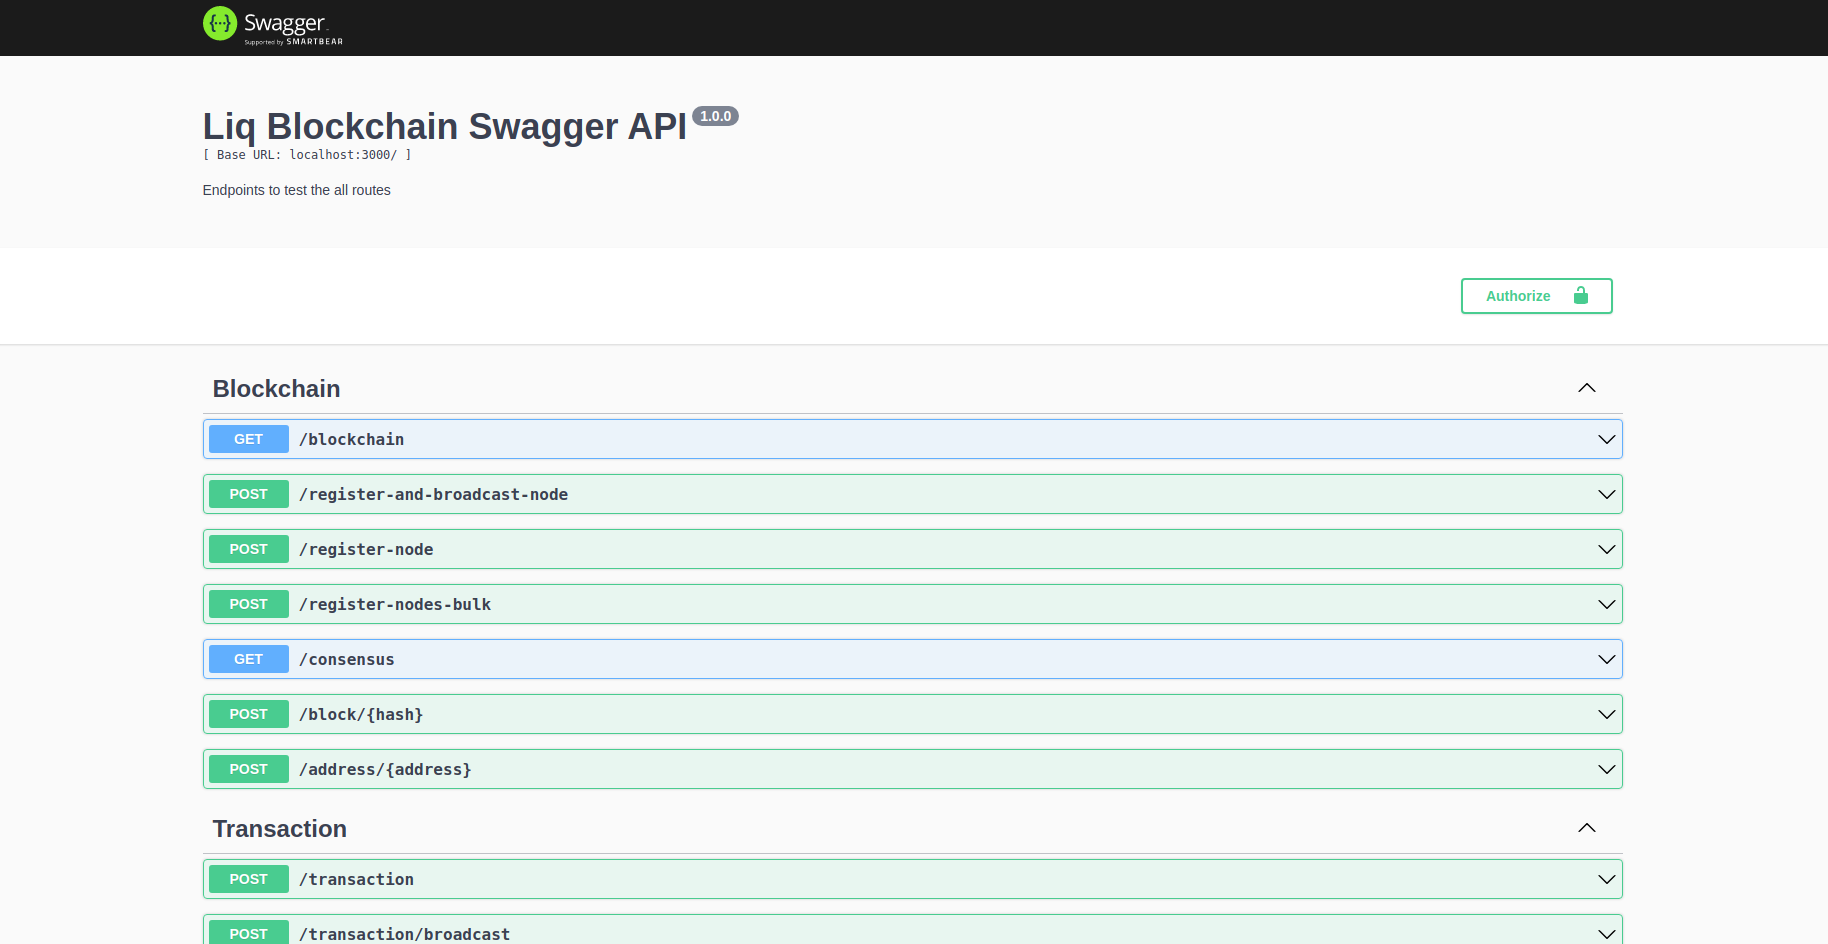 {···} Swagger
Supported by SMARTBEAR
Liq Blockchain Swagger API 1.0.0
[ Base URL: localhost:3000/ ]
Endpoints to test the all routes
Authorize
Blockchain
GET /blockchain
POST /register-and-broadcast-node
POST /register-node
POST /register-nodes-bulk
GET /consensus
POST /block/{hash}
POST /address/{address}
Transaction
POST /transaction
POST /transaction/broadcast